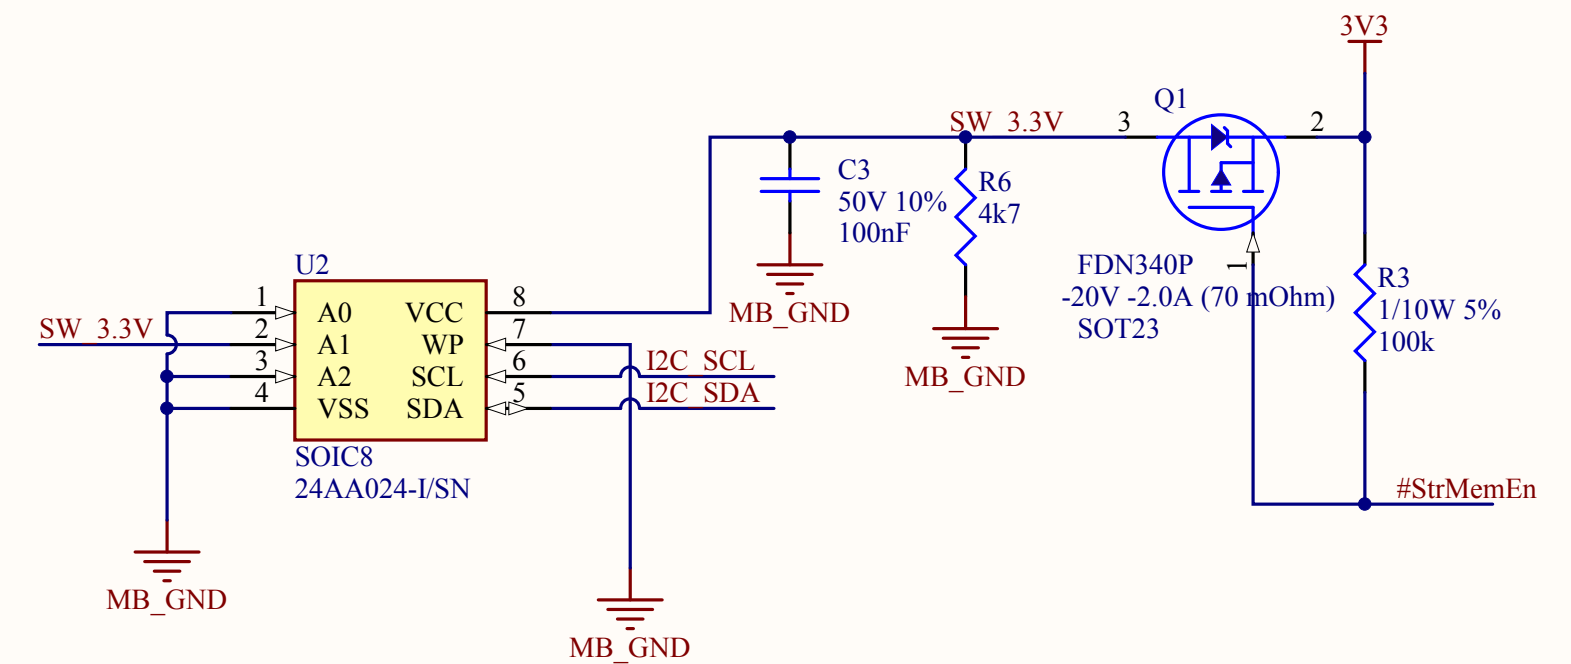 3V3
Q1
SW_3.3V
3
2
C3
50V 10%
100nF
R6
4k7
U2
FDN340P
-20V -2.0A (70 mOhm)
SOT23
1
R3
1/10W 5%
100k
MB_GND
MB_GND
SW_3.3V
1
2
3
4
A0
A1
A2
VSS
VCC
WP
SCL
SDA
8
7
6
5
I2C_SCL
I2C_SDA
SOIC8
24AA024-I/SN
#StrMemEn
MB_GND
MB_GND